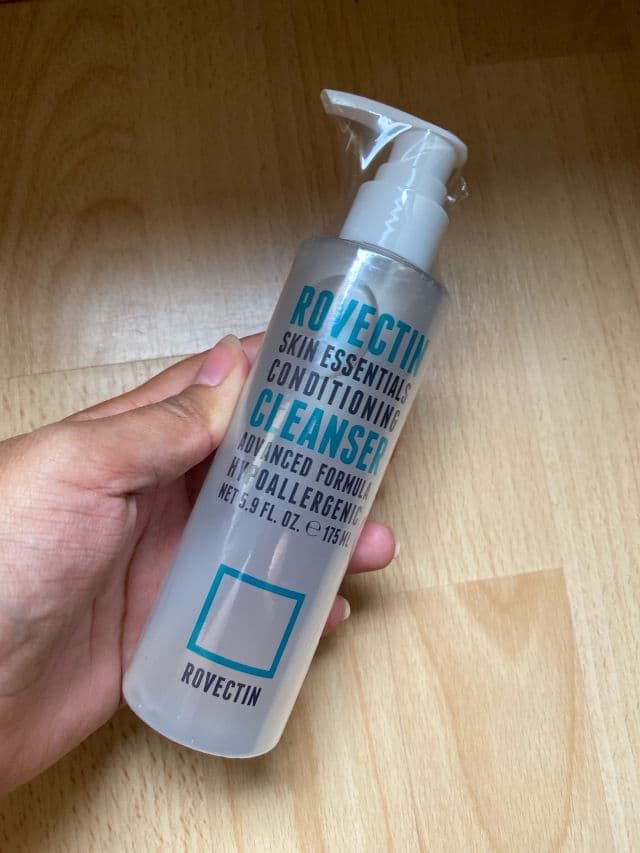 ROVECTIN
SKIN ESSENTIALS
CONDITIONING
CLEANSER
ADVANCED FORMULA
HYPOALLERGENIC
NET 5.9 FL. OZ. ℮ 175 ML
ROVECTIN